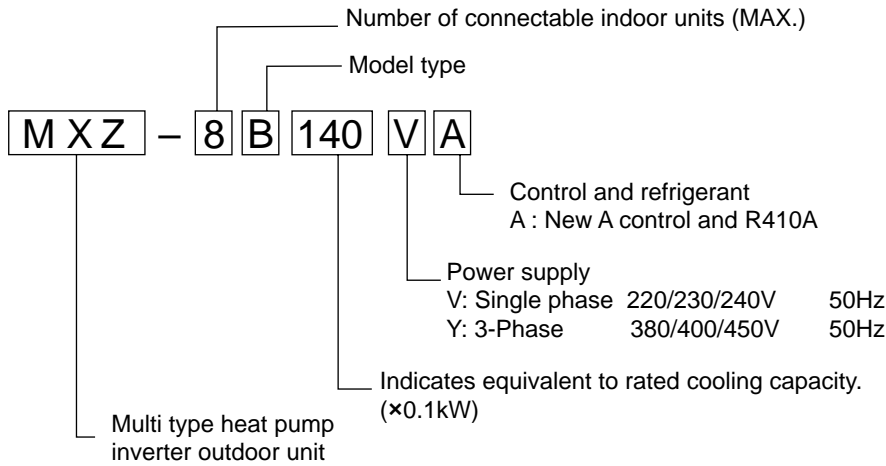 Number of connectable indoor units (MAX.)
Model type
M X Z – 8 B 140 V A
Control and refrigerant
A : New A control and R410A
Power supply
V: Single phase 220/230/240V 50Hz
Y: 3-Phase 380/400/450V 50Hz
Indicates equivalent to rated cooling capacity.
(×0.1kW)
Multi type heat pump
inverter outdoor unit